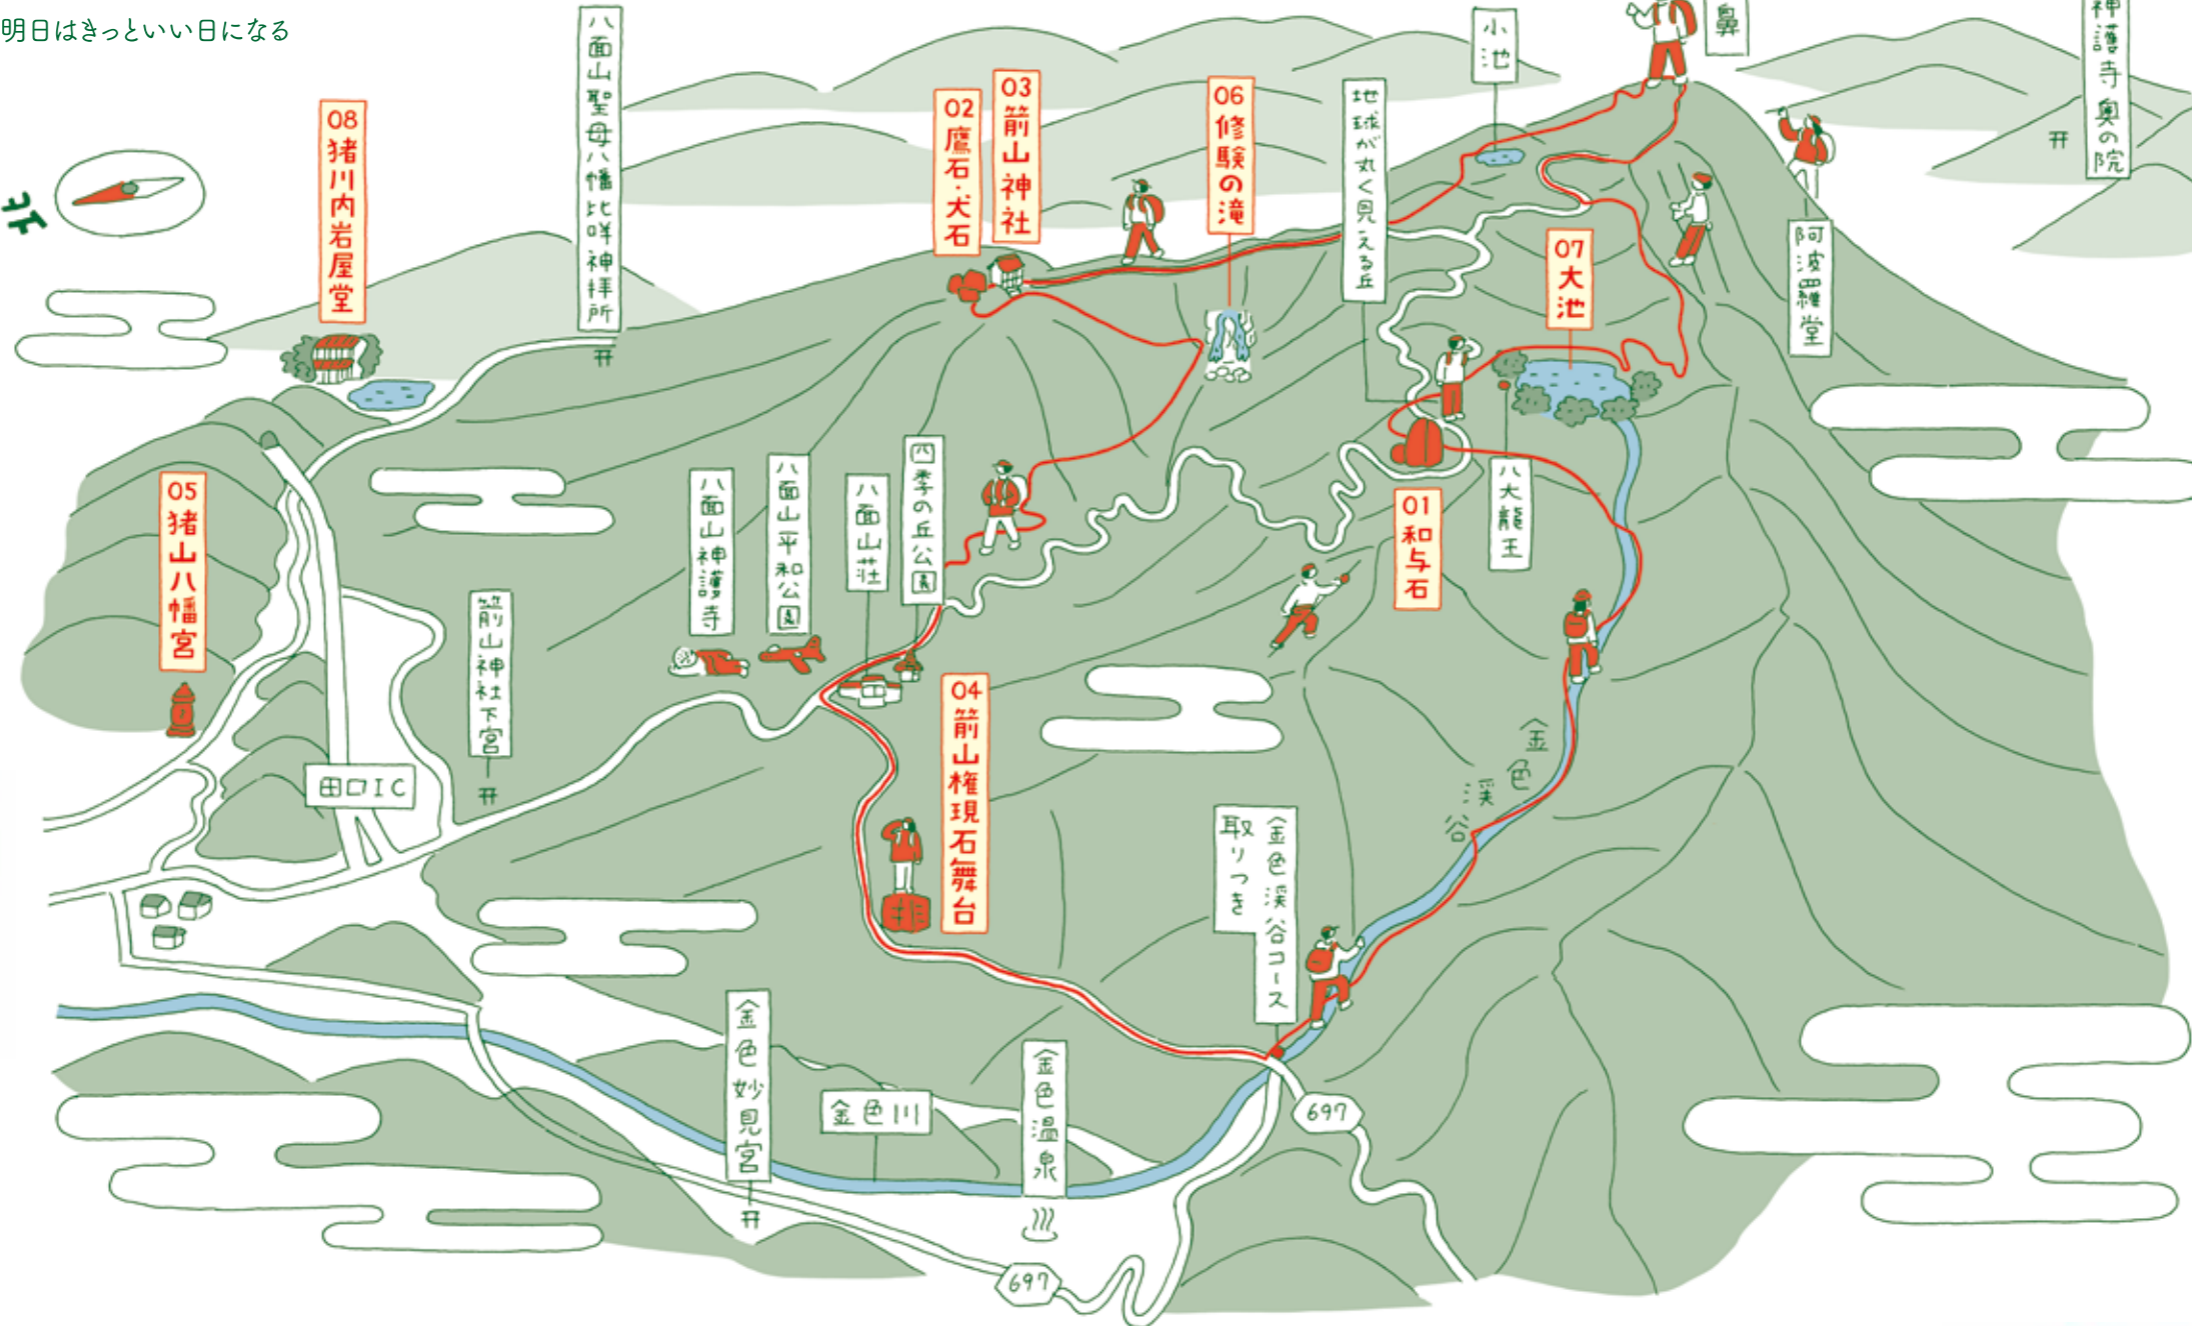 明日はきっといい日になる
北
08 猪川内岩屋堂
八面山聖母八幡比咩神拝所
02 鷹石・犬石
03 箭山神社
06 修験の滝
地球が丸く見える丘
小池
鼻
神護寺奥の院
阿波羅堂
07 大池
05 猪山八幡宮
箭山神社下宮
八面山神護寺
八面山平和公園
八面山荘
四季の丘公園
01 和与石
八大龍王
04 箭山権現石舞台
田口IC
金色渓谷
金色渓谷コース
取りつき
金色妙見宮
金色川
金色温泉
697
697